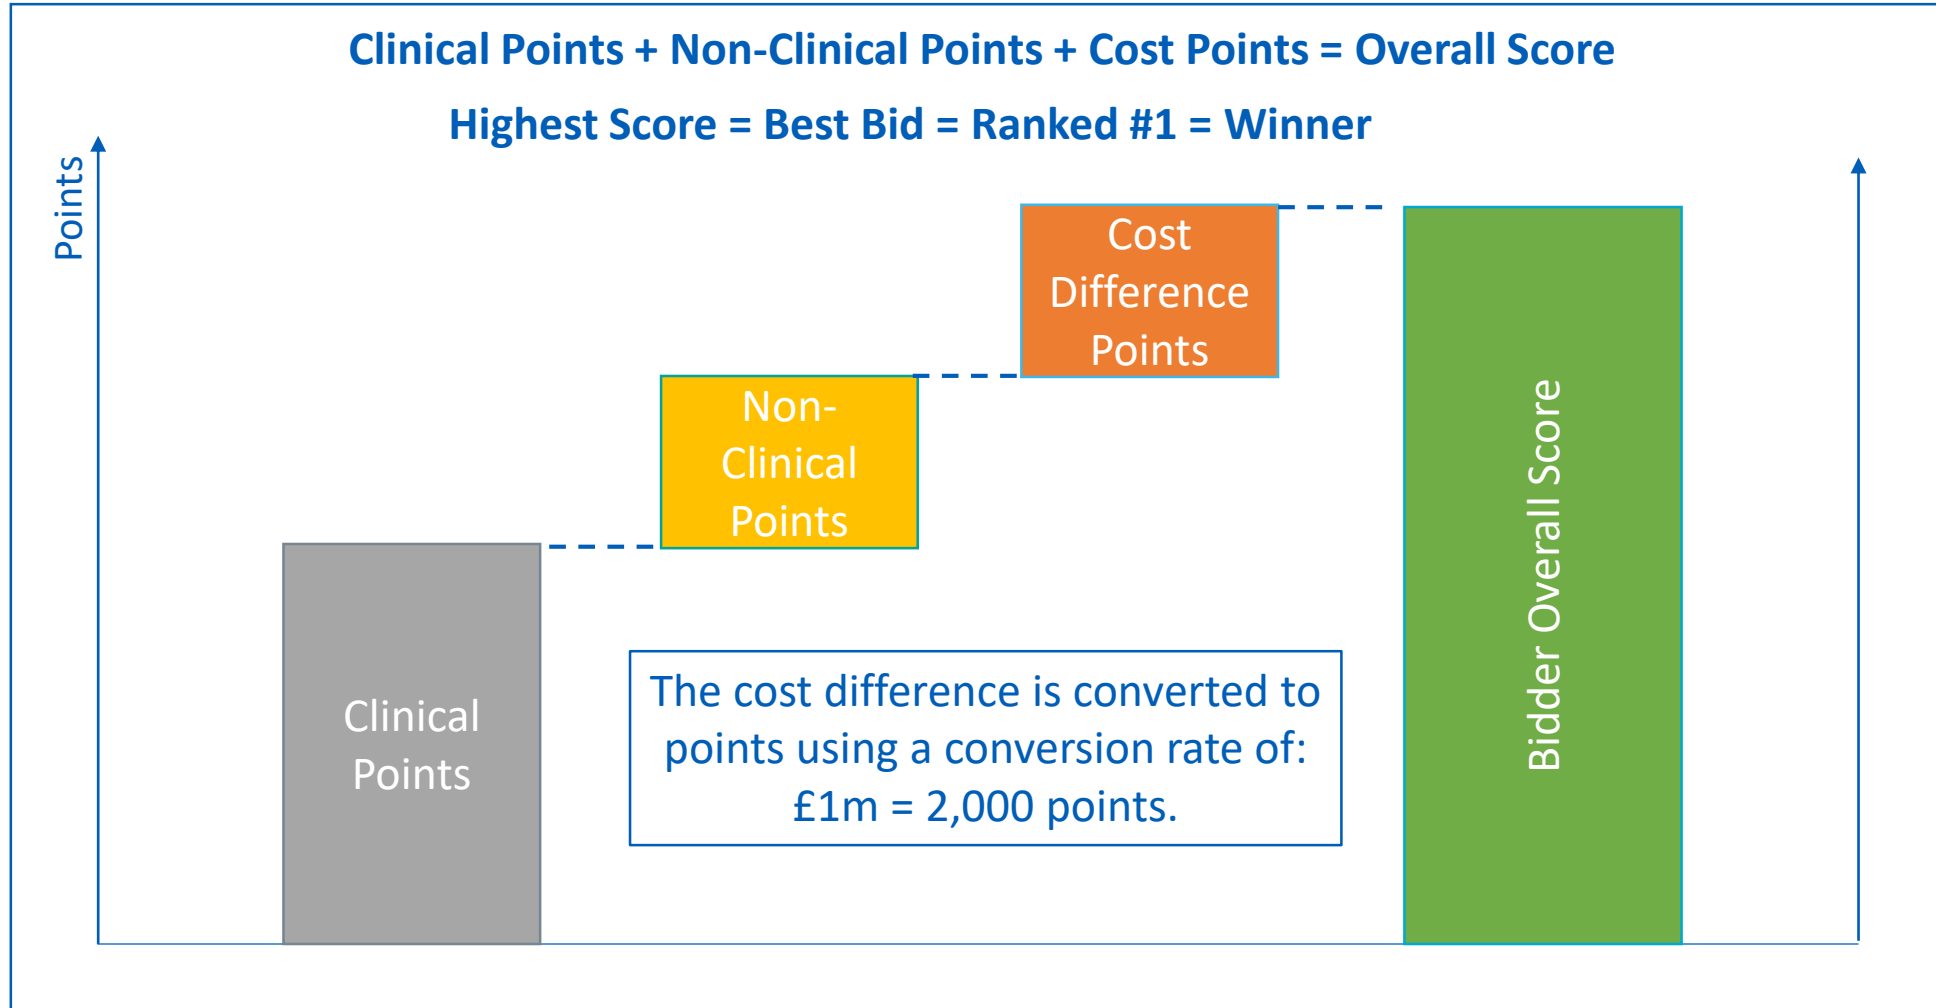 Clinical Points + Non-Clinical Points + Cost Points = Overall Score
Highest Score = Best Bid = Ranked #1 = Winner
Points
Cost
Difference
Points
Non-
Clinical
Points
Clinical
Points
The cost difference is converted to
points using a conversion rate of:
£1m = 2,000 points.
Bidder Overall Score